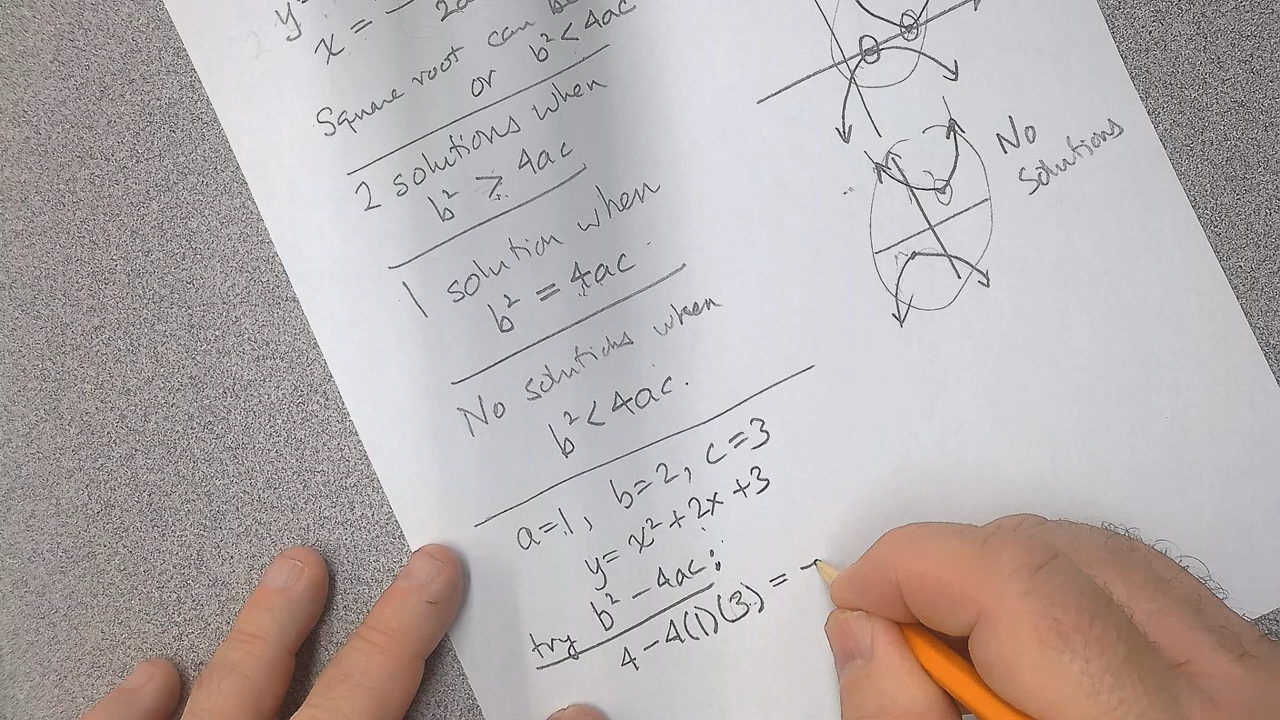 y=
x =
2a
Square root can be
or b² < 4ac
2 solutions when
b² > 4ac
1 solution when
b² = 4ac.
No solutions when
b² < 4ac.
a=1, b=2, c=3
y= x² + 2x + 3
try b² - 4ac:
4 - 4(1)(3) = -
No
Solutions